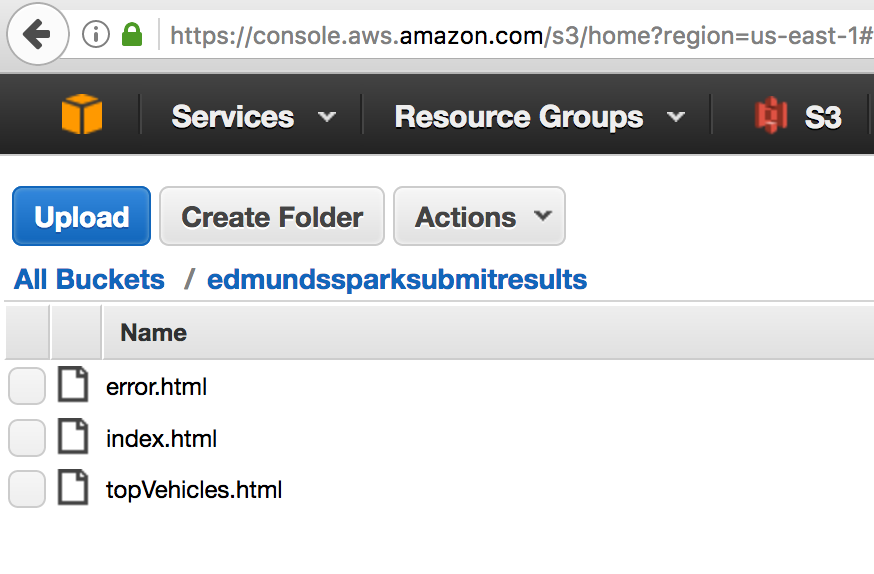 https://console.aws.amazon.com/s3/home?region=us-east-1#
Services Resource Groups S3
Upload Create Folder Actions
All Buckets / edmundssparksubmitresults
Name
error.html
index.html
topVehicles.html